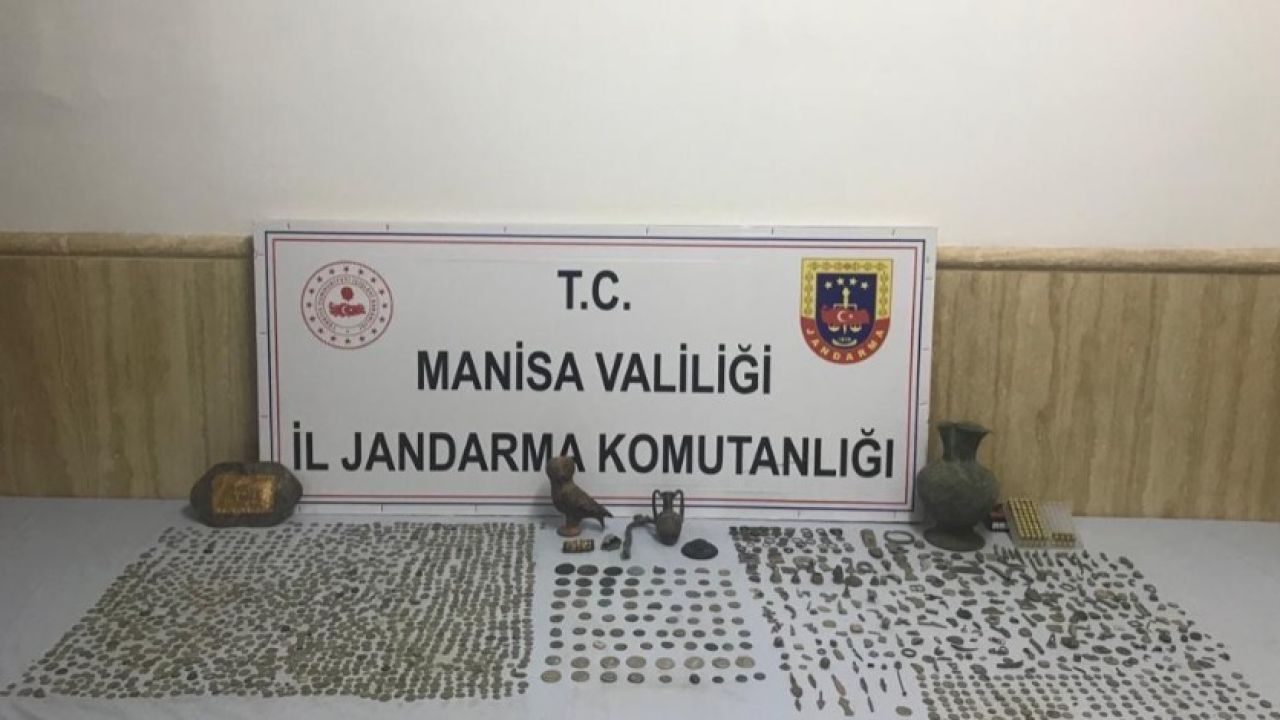 T.C.
MANİSA VALİLİĞİ
İL JANDARMA KOMUTANLIĞI
JANDARMA